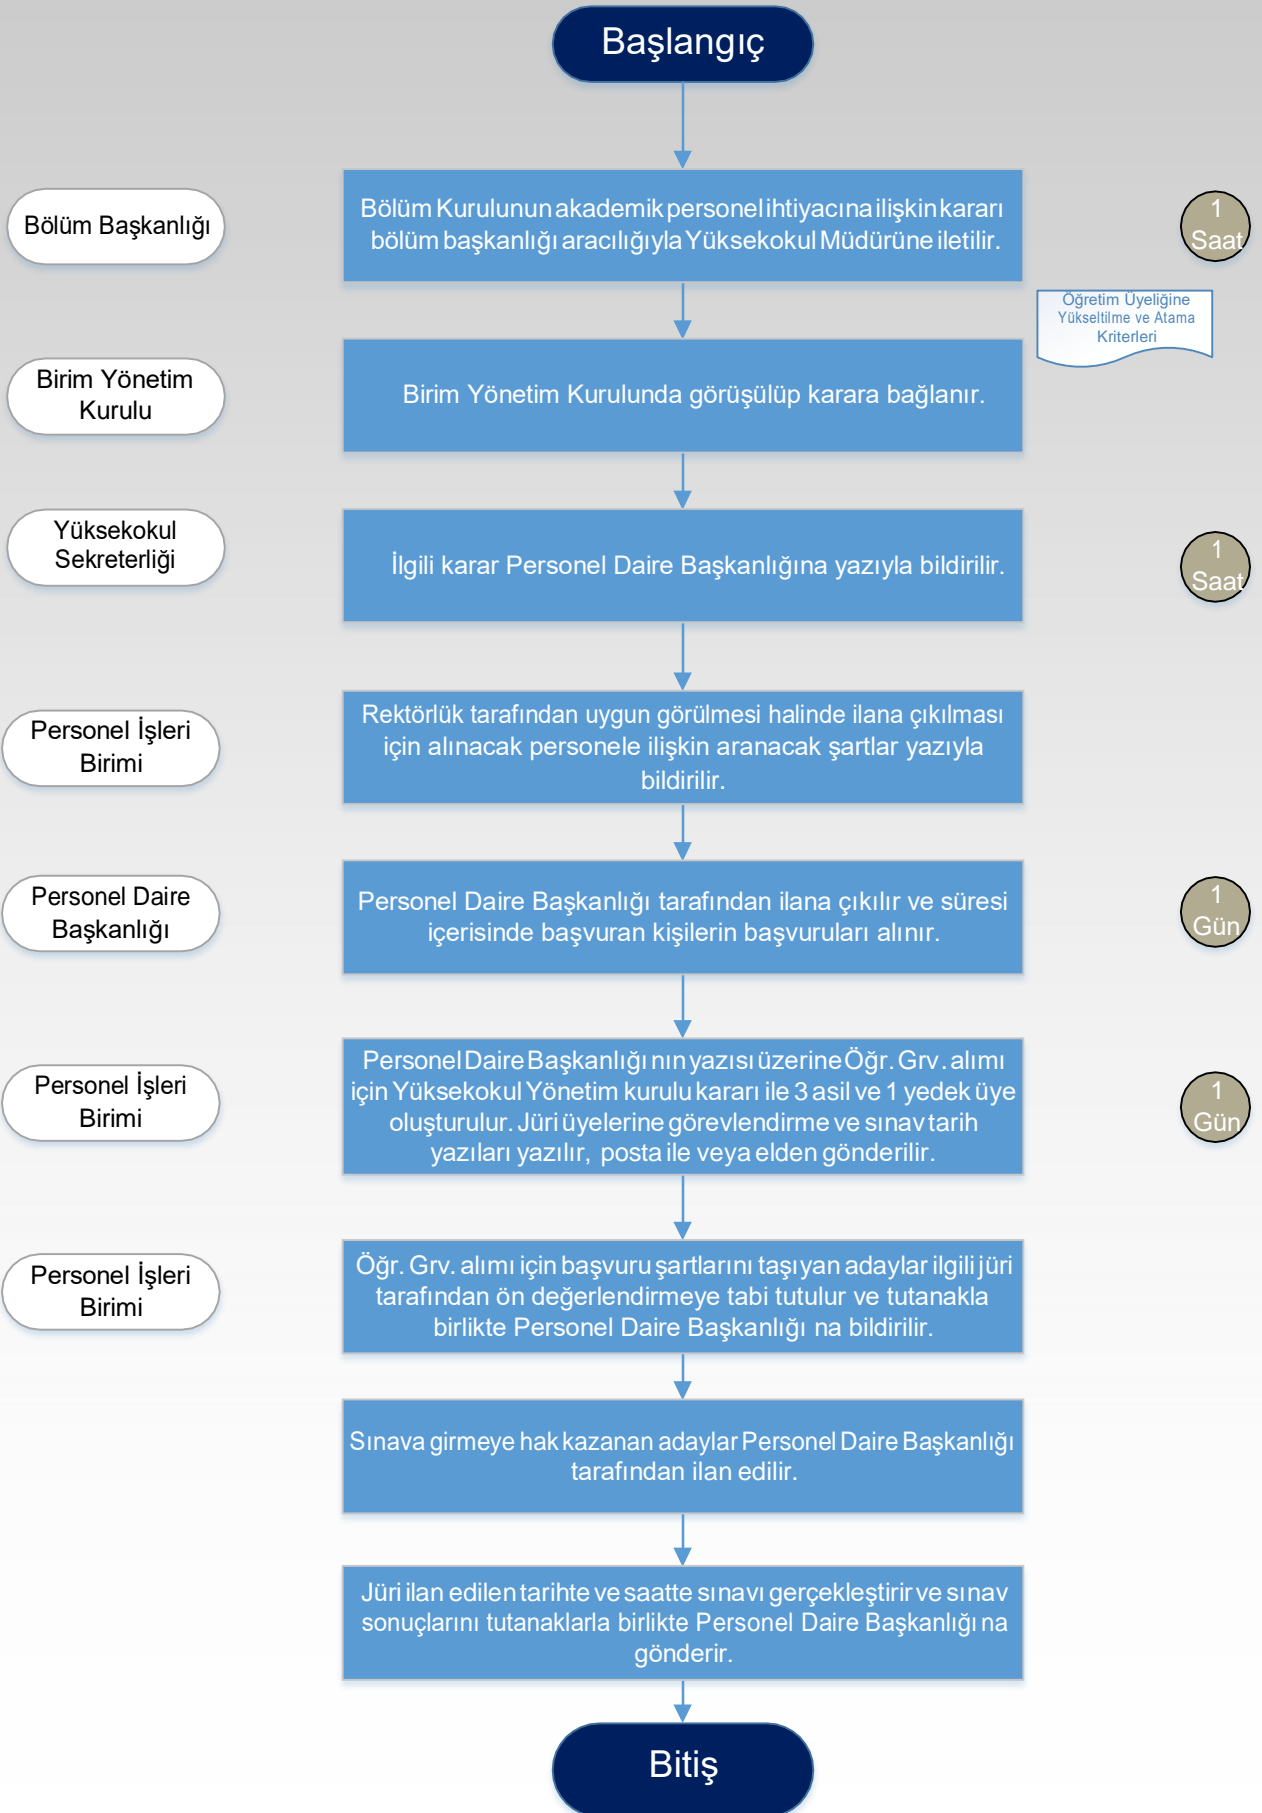 Başlangıç
Bölüm Başkanlığı
Bölüm Kurulunun akademik personel ihtiyacına ilişkin kararı
bölüm başkanlığı aracılığıyla Yüksekokul Müdürüne iletilir.
1
Saat
Öğretim Üyeliğine
Yükseltilme ve Atama
Kriterleri
Birim Yönetim
Kurulu
Birim Yönetim Kurulunda görüşülüp karara bağlanır.
Yüksekokul
Sekreterliği
İlgili karar Personel Daire Başkanlığına yazıyla bildirilir.
1
Saat
Personel İşleri
Birimi
Rektörlük tarafından uygun görülmesi halinde ilana çıkılması
için alınacak personele ilişkin aranacak şartlar yazıyla
bildirilir.
Personel Daire
Başkanlığı
Personel Daire Başkanlığı tarafından ilana çıkılır ve süresi
içerisinde başvuran kişilerin başvuruları alınır.
1
Gün
Personel İşleri
Birimi
Personel Daire Başkanlığı nın yazısı üzerine Öğr. Grv. alımı
için Yüksekokul Yönetim kurulu kararı ile 3 asil ve 1 yedek üye
oluşturulur. Jüri üyelerine görevlendirme ve sınav tarih
yazıları yazılır, posta ile veya elden gönderilir.
1
Gün
Personel İşleri
Birimi
Öğr. Grv. alımı için başvuru şartlarını taşıyan adaylar ilgili jüri
tarafından ön değerlendirmeye tabi tutulur ve tutanakla
birlikte Personel Daire Başkanlığı na bildirilir.
Sınava girmeye hak kazanan adaylar Personel Daire Başkanlığı
tarafından ilan edilir.
Jüri ilan edilen tarihte ve saatte sınavı gerçekleştirir ve sınav
sonuçlarını tutanaklarla birlikte Personel Daire Başkanlığı na
gönderir.
Bitiş